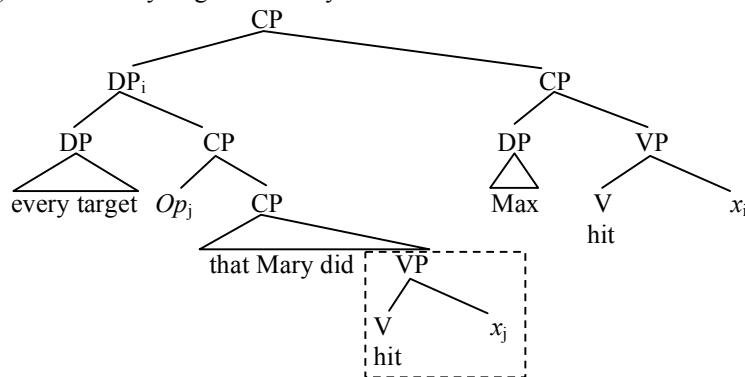 CP
DPᵢ CP
DP CP DP VP
every target Opⱼ CP Max V xᵢ
hit
that Mary did VP
V xⱼ
hit